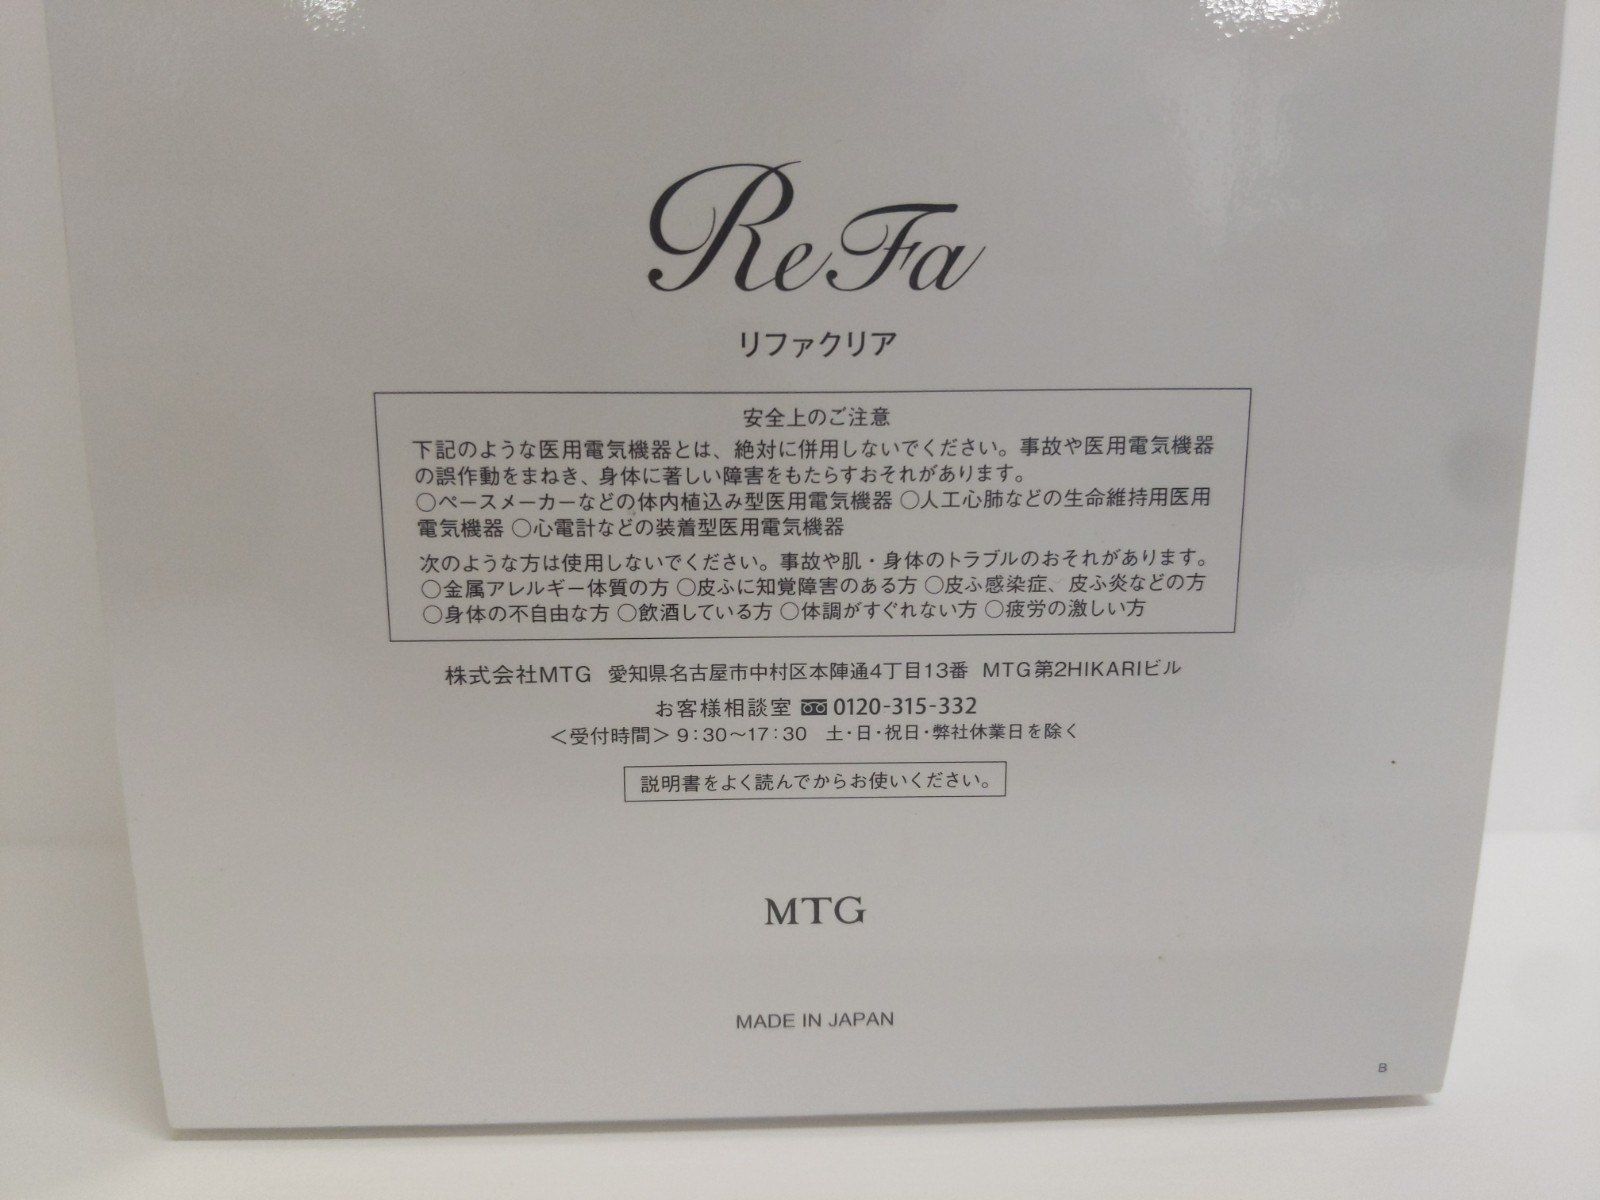 ReFa
リファクリア
安全上のご注意
下記のような医用電気機器とは、絶対に併用しないでください。事故や医用電気機器
の誤作動をまねき、身体に著しい障害をもたらすおそれがあります。
○ペースメーカーなどの体内植込み型医用電気機器 ○人工心肺などの生命維持用医用
電気機器 ○心電計などの装着型医用電気機器
次のような方は使用しないでください。事故や肌・身体のトラブルのおそれがあります。
○金属アレルギー体質の方 ○皮ふに知覚障害のある方 ○皮ふ感染症、皮ふ炎などの方
○身体の不自由な方 ○飲酒している方 ○体調がすぐれない方 ○疲労の激しい方
株式会社MTG 愛知県名古屋市中村区本陣通4丁目13番 MTG第2HIKARIビル
お客様相談室 0120-315-332
＜受付時間＞9:30～17:30 土・日・祝日・弊社休業日を除く
説明書をよく読んでからお使いください。
MTG
MADE IN JAPAN
B